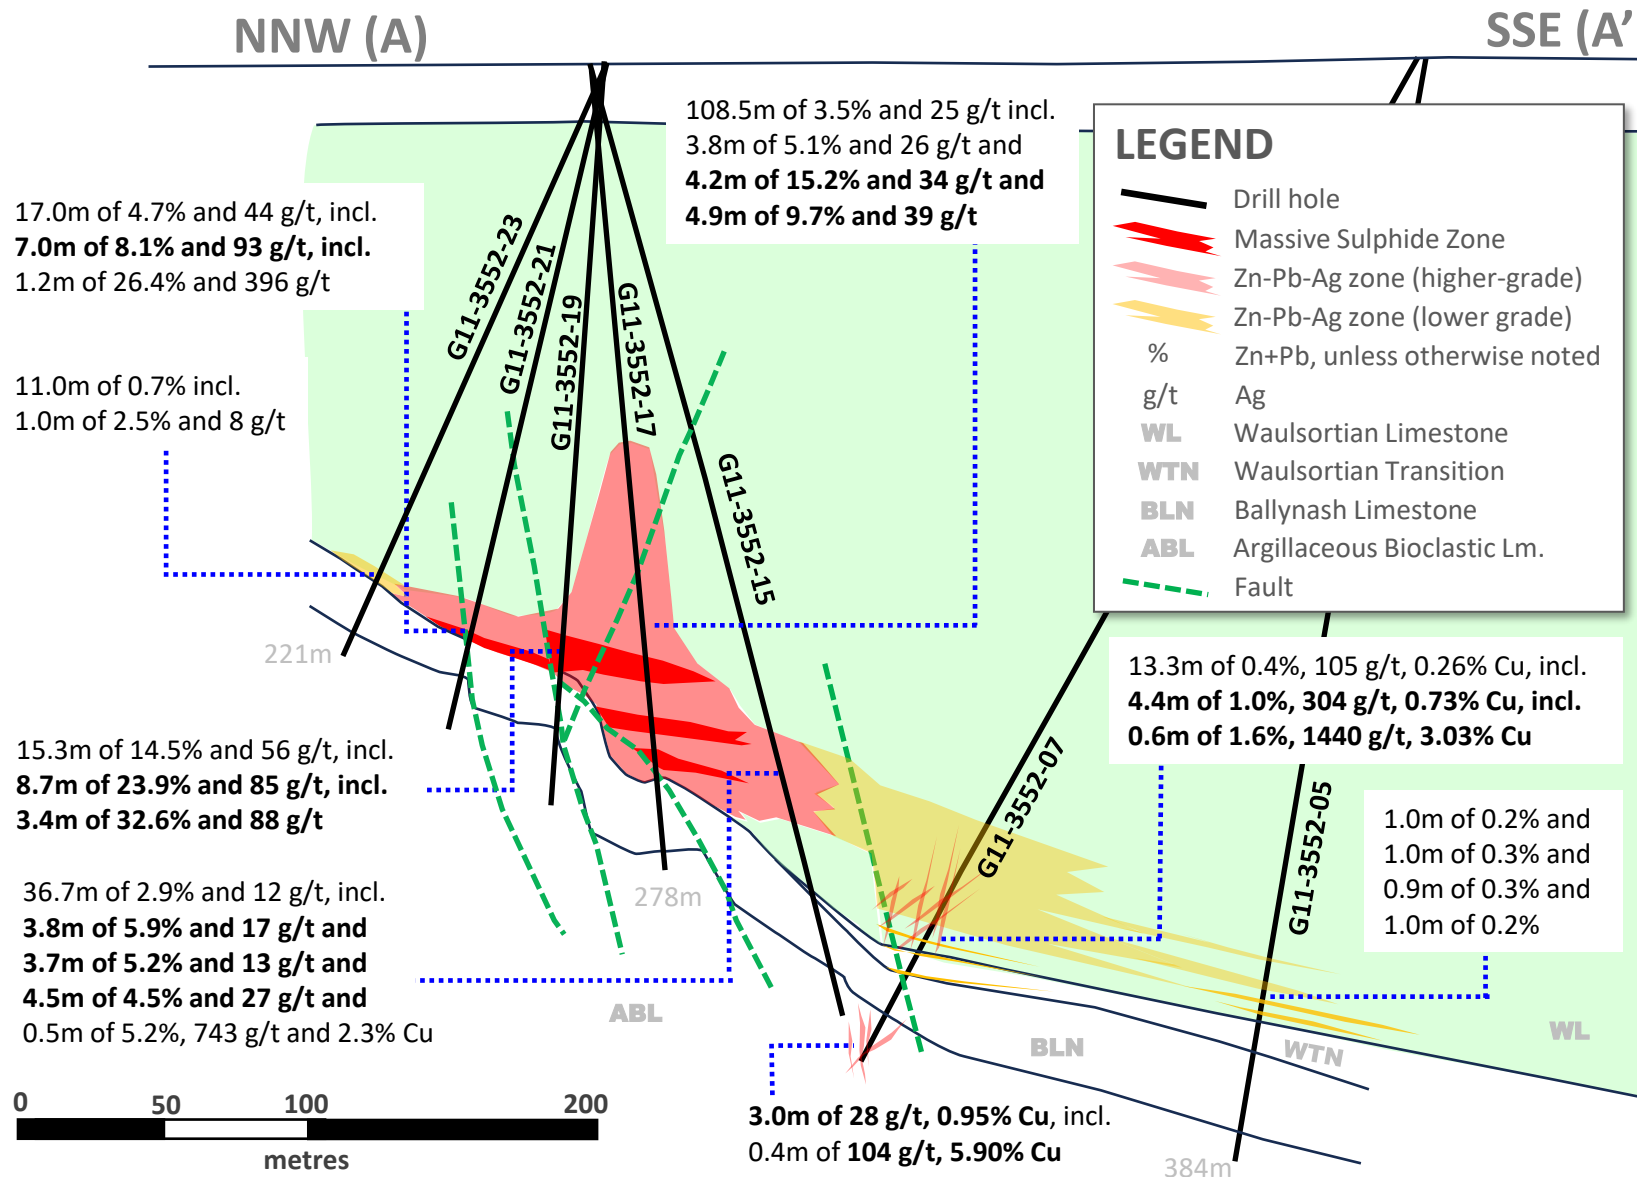 NNW (A)
SSE (A’
108.5m of 3.5% and 25 g/t incl.
3.8m of 5.1% and 26 g/t and
4.2m of 15.2% and 34 g/t and
4.9m of 9.7% and 39 g/t
LEGEND
Drill hole
Massive Sulphide Zone
Zn-Pb-Ag zone (higher-grade)
Zn-Pb-Ag zone (lower grade)
% Zn+Pb, unless otherwise noted
g/t Ag
WL Waulsortian Limestone
WTN Waulsortian Transition
BLN Ballynash Limestone
ABL Argillaceous Bioclastic Lm.
Fault
17.0m of 4.7% and 44 g/t, incl.
7.0m of 8.1% and 93 g/t, incl.
1.2m of 26.4% and 396 g/t
11.0m of 0.7% incl.
1.0m of 2.5% and 8 g/t
G11-3552-23
G11-3552-21
G11-3552-19
G11-3552-17
G11-3552-15
G11-3552-07
G11-3552-05
221m
13.3m of 0.4%, 105 g/t, 0.26% Cu, incl.
4.4m of 1.0%, 304 g/t, 0.73% Cu, incl.
0.6m of 1.6%, 1440 g/t, 3.03% Cu
15.3m of 14.5% and 56 g/t, incl.
8.7m of 23.9% and 85 g/t, incl.
3.4m of 32.6% and 88 g/t
1.0m of 0.2% and
1.0m of 0.3% and
0.9m of 0.3% and
1.0m of 0.2%
278m
36.7m of 2.9% and 12 g/t, incl.
3.8m of 5.9% and 17 g/t and
3.7m of 5.2% and 13 g/t and
4.5m of 4.5% and 27 g/t and
0.5m of 5.2%, 743 g/t and 2.3% Cu
ABL
BLN
WTN
WL
0 50 100 200
metres
3.0m of 28 g/t, 0.95% Cu, incl.
0.4m of 104 g/t, 5.90% Cu
384m